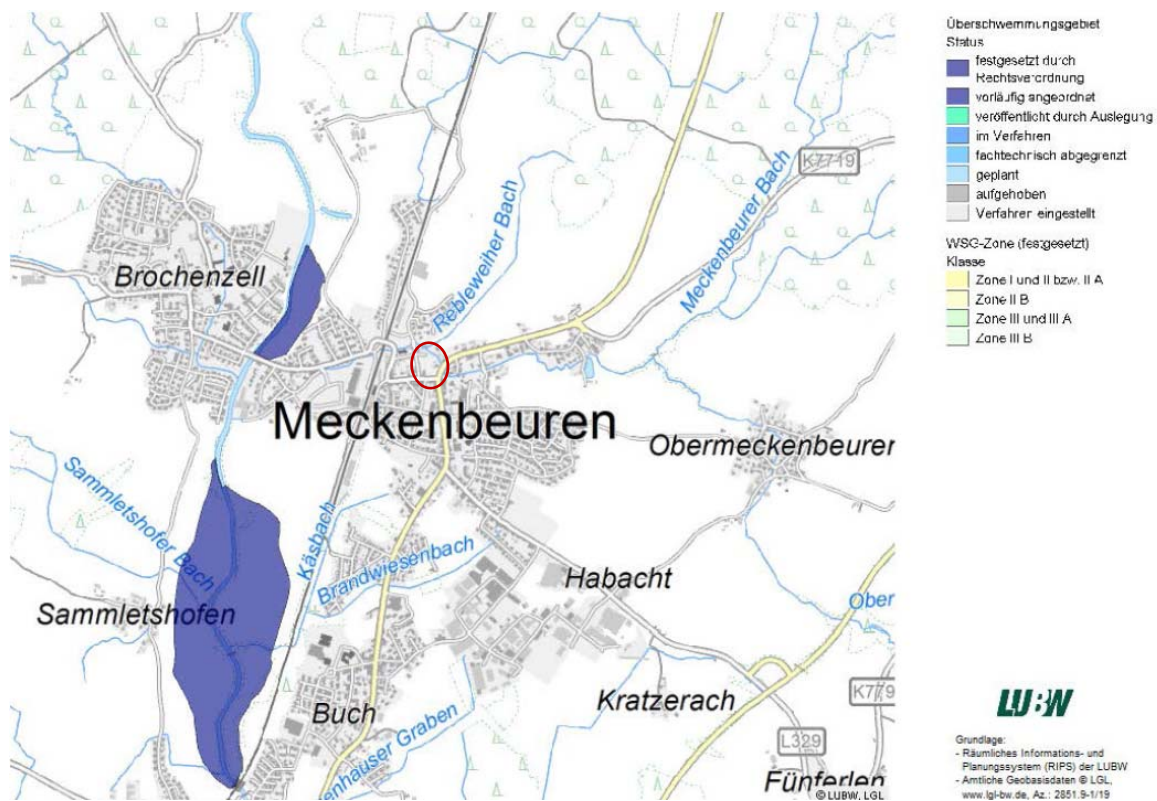 Brochenzell
Meckenbeuren
Rebleweiher Bach
Meckenbeurer Bach
K7719
Obermeckenbeurer
Sammletshofer Bach
Sammletshofen
Käsbach
Brandwiesenbach
Habacht
Ober
Buch
enhauser Graben
Kratzerach
K779
L329
Fünferlen
© LUBW, LGL
Überschwemmungsgebiet
Status
festgesetzt durch
Rechtsverordnung
vorläufig angeordnet
veröffentlicht durch Auslegung
im Verfahren
fachtechnisch abgegrenzt
geplant
aufgehoben
Verfahren eingestellt
WSG-Zone (festgesetzt)
Klasse
Zone I und II bzw. II A
Zone II B
Zone III und III A
Zone III B
LUBW
Grundlage:
- Räumliches Informations- und
Planungssystem (RIPS) der LUBW
- Amtliche Geobasisdaten © LGL,
www.lgl-bw.de, Az.: 2851.9-1/19